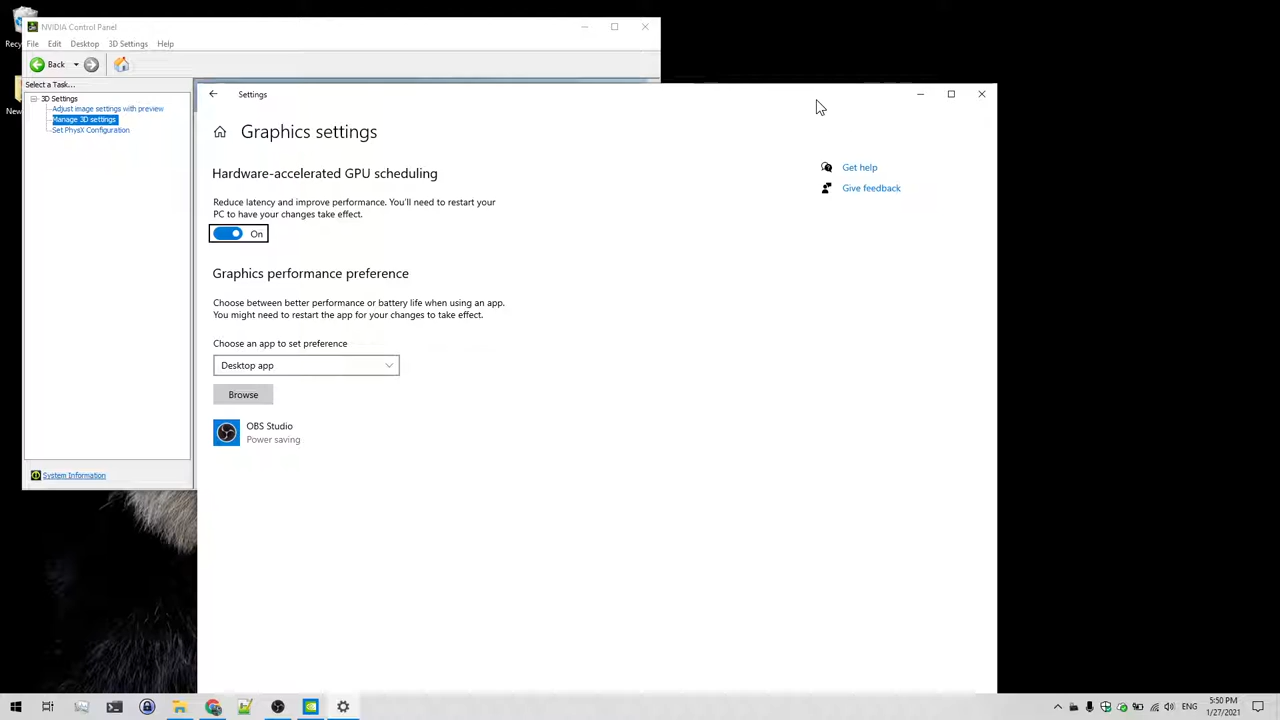 NVIDIA Control Panel
File Edit Desktop 3D Settings Help
Back
Select a Task...
3D Settings
Adjust image settings with preview
Manage 3D settings
Set PhysX Configuration
System Information
Settings
Graphics settings
Hardware-accelerated GPU scheduling
Reduce latency and improve performance. You'll need to restart your
PC to have your changes take effect.
On
Graphics performance preference
Choose between better performance or battery life when using an app.
You might need to restart the app for your changes to take effect.
Choose an app to set preference
Desktop app
Browse
OBS Studio
Power saving
Get help
Give feedback
ENG
5:50 PM
1/27/2021